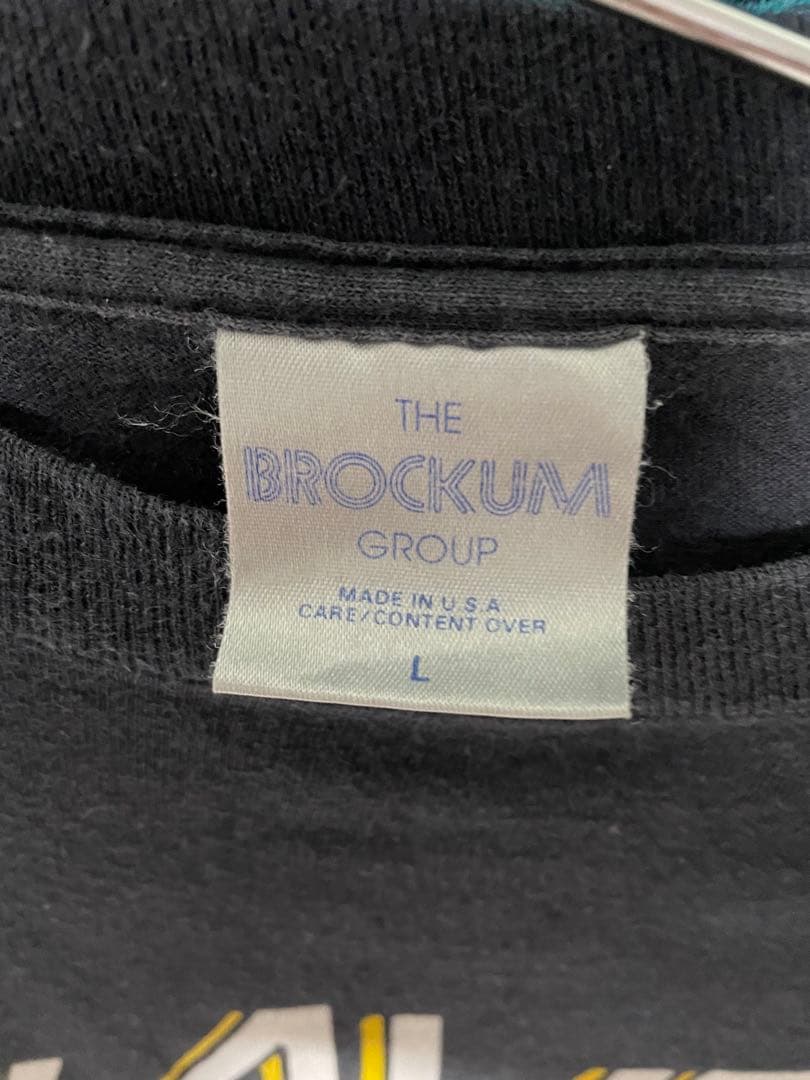 THE
BROCKUM
GROUP
MADE IN U.S.A.
CARE/CONTENT OVER
L